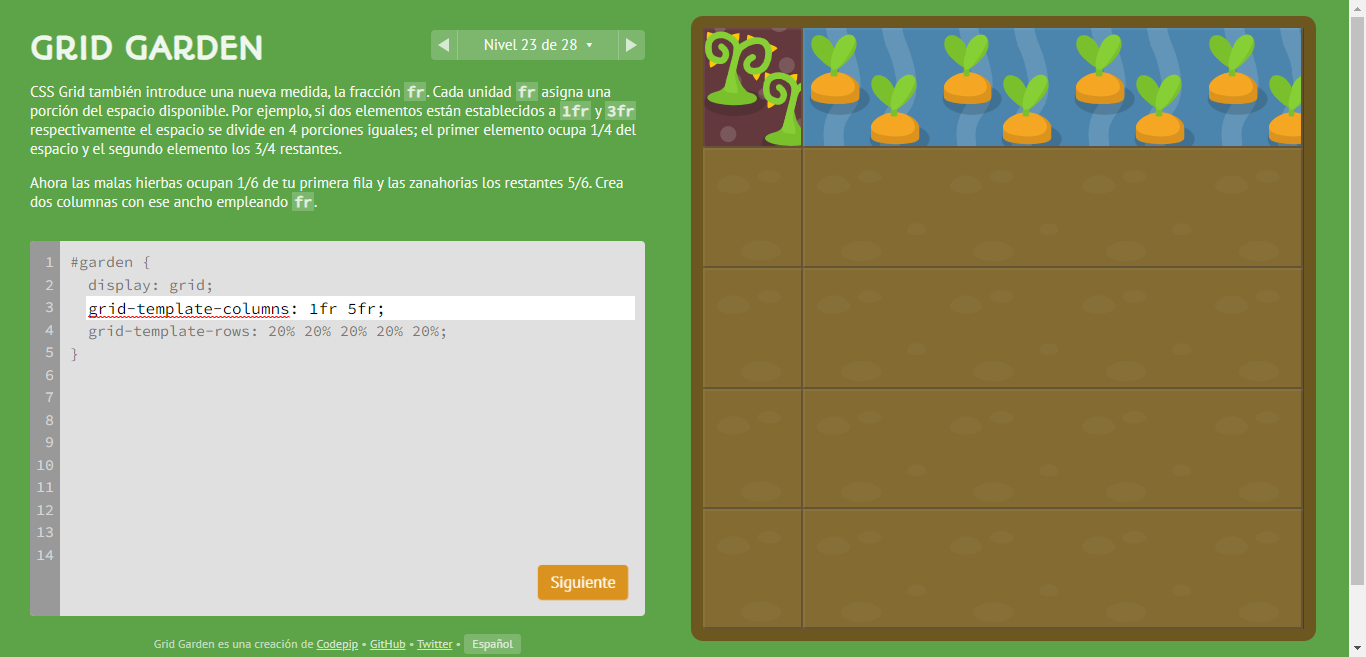 GRID GARDEN
Nivel 23 de 28
CSS Grid también introduce una nueva medida, la fracción fr. Cada unidad fr asigna una
porción del espacio disponible. Por ejemplo, si dos elementos están establecidos a 1fr y 3fr
respectivamente el espacio se divide en 4 porciones iguales; el primer elemento ocupa 1/4 del
espacio y el segundo elemento los 3/4 restantes.
Ahora las malas hierbas ocupan 1/6 de tu primera fila y las zanahorias los restantes 5/6. Crea
dos columnas con ese ancho empleando fr.
1 #garden {
2 display: grid;
3 grid-template-columns: 1fr 5fr;
4 grid-template-rows: 20% 20% 20% 20% 20%;
5 }
6
7
8
9
10
11
12
13
14
Siguiente
Grid Garden es una creación de Codepip • GitHub • Twitter • Español